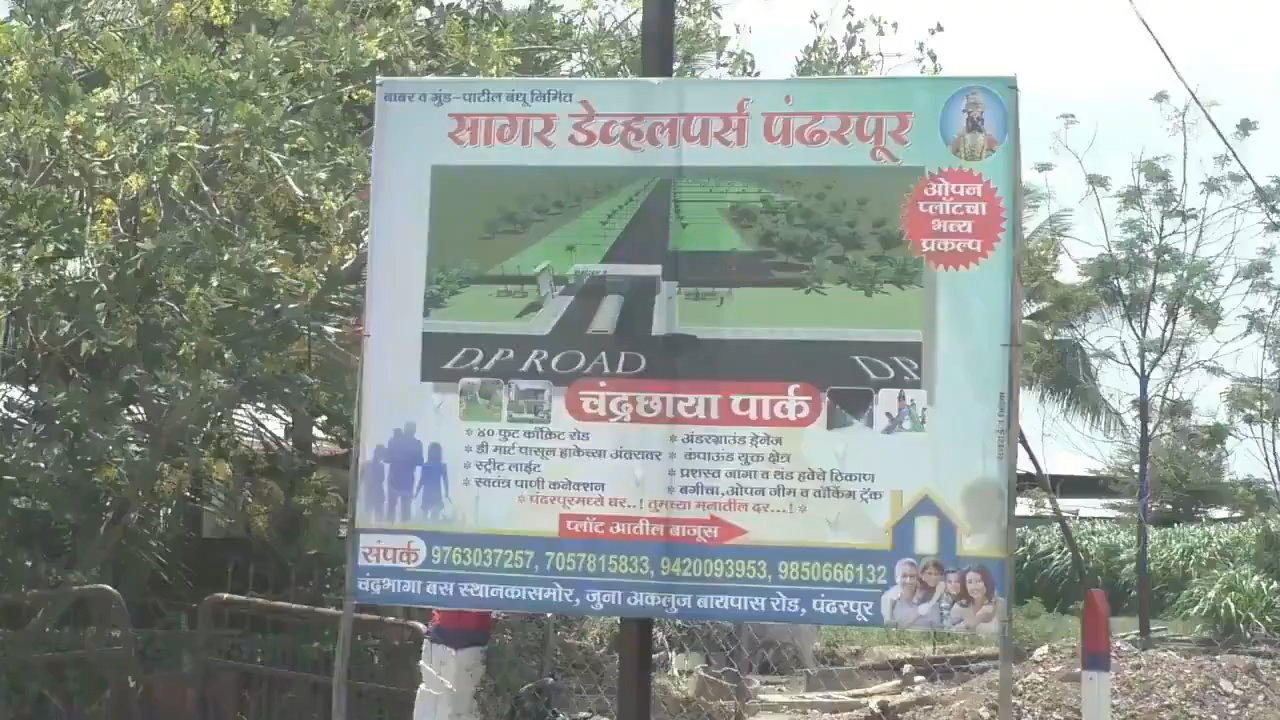 बाबर व गुंड-पाटील बंधू निर्मित
सागर डेव्हलपर्स पंढरपूर
ओपन
प्लॉटचा
भव्य
प्रकल्प
D.P ROAD
D.P.
चंद्रछाया पार्क
* ४० फुट काँक्रिट रोड
* डी मार्ट पासून हाकेच्या अंतरावर
* स्ट्रीट लाईट
* स्वतंत्र पाणी कनेक्शन
* अंडरग्राउंड ड्रेनेज
* कंपाऊंड युक्त क्षेत्र
* प्रशस्त जागा व थंड हवेचे ठिकाण
* बगीचा,ओपन जीम व वॉकिंग ट्रॅक
* पंढरपूरमध्ये घर..! तुमच्या मनातील दर...! *
प्लॉट आतील बाजुस
संपर्क 9763037257, 7057815833, 9420093953, 9850666132
चंद्रभागा बस स्थानकासमोर, जुना अकलुज बायपास रोड, पंढरपूर